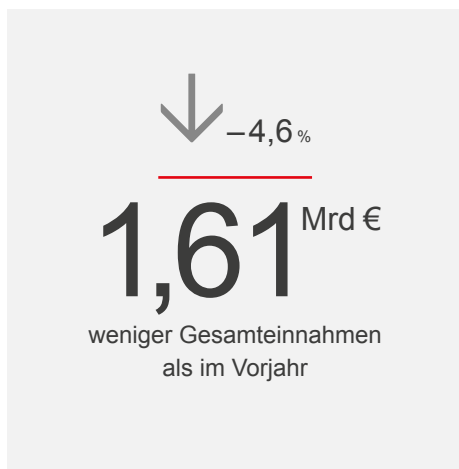 –4,6 %
1,61 Mrd €
weniger Gesamteinnahmen
als im Vorjahr